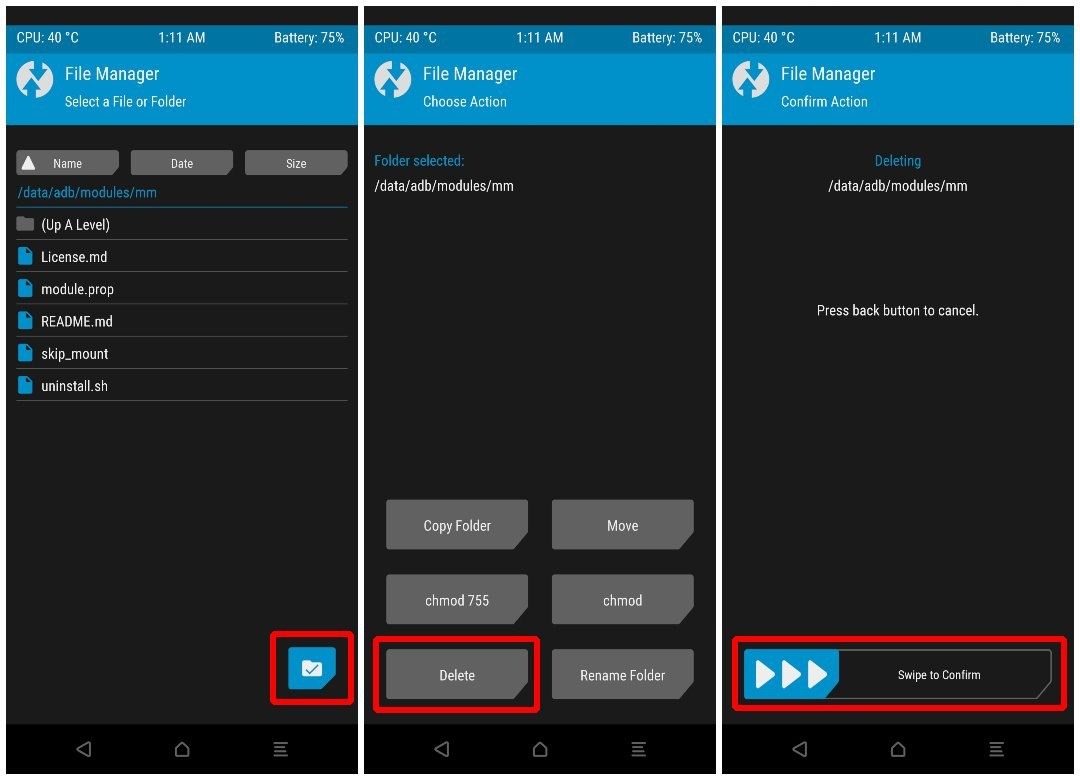 CPU: 40 °C 1:11 AM Battery: 75%
File Manager
Select a File or Folder
Name Date Size
/data/adb/modules/mm
(Up A Level)
License.md
module.prop
README.md
skip_mount
uninstall.sh
CPU: 40 °C 1:11 AM Battery: 75%
File Manager
Choose Action
Folder selected:
/data/adb/modules/mm
Copy Folder Move
chmod 755 chmod
Delete Rename Folder
CPU: 40 °C 1:11 AM Battery: 75%
File Manager
Confirm Action
Deleting
/data/adb/modules/mm
Press back button to cancel.
Swipe to Confirm